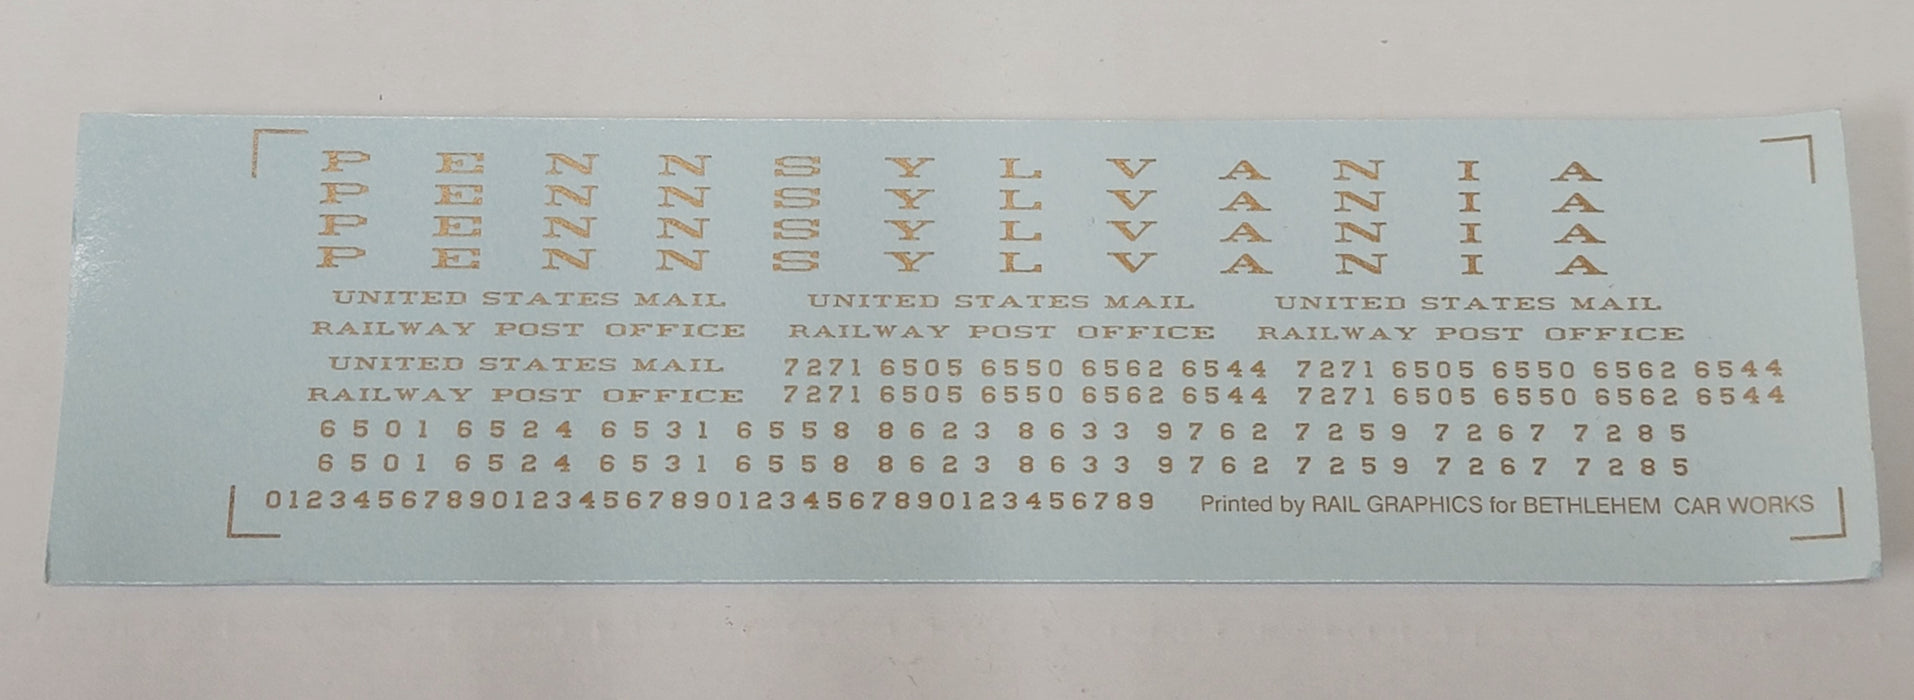 P E N N S Y L V A N I A
P E N N S Y L V A N I A
P E N N S Y L V A N I A
P E N N S Y L V A N I A
UNITED STATES MAIL UNITED STATES MAIL UNITED STATES MAIL
RAILWAY POST OFFICE RAILWAY POST OFFICE RAILWAY POST OFFICE
UNITED STATES MAIL 7271 6505 6550 6562 6544 7271 6505 6550 6562 6544
RAILWAY POST OFFICE 7271 6505 6550 6562 6544 7271 6505 6550 6562 6544
6501 6524 6531 6558 8623 8633 9762 7259 7267 7285
6501 6524 6531 6558 8623 8633 9762 7259 7267 7285
0123456789012345678901234567890123456789 Printed by RAIL GRAPHICS for BETHLEHEM CAR WORKS